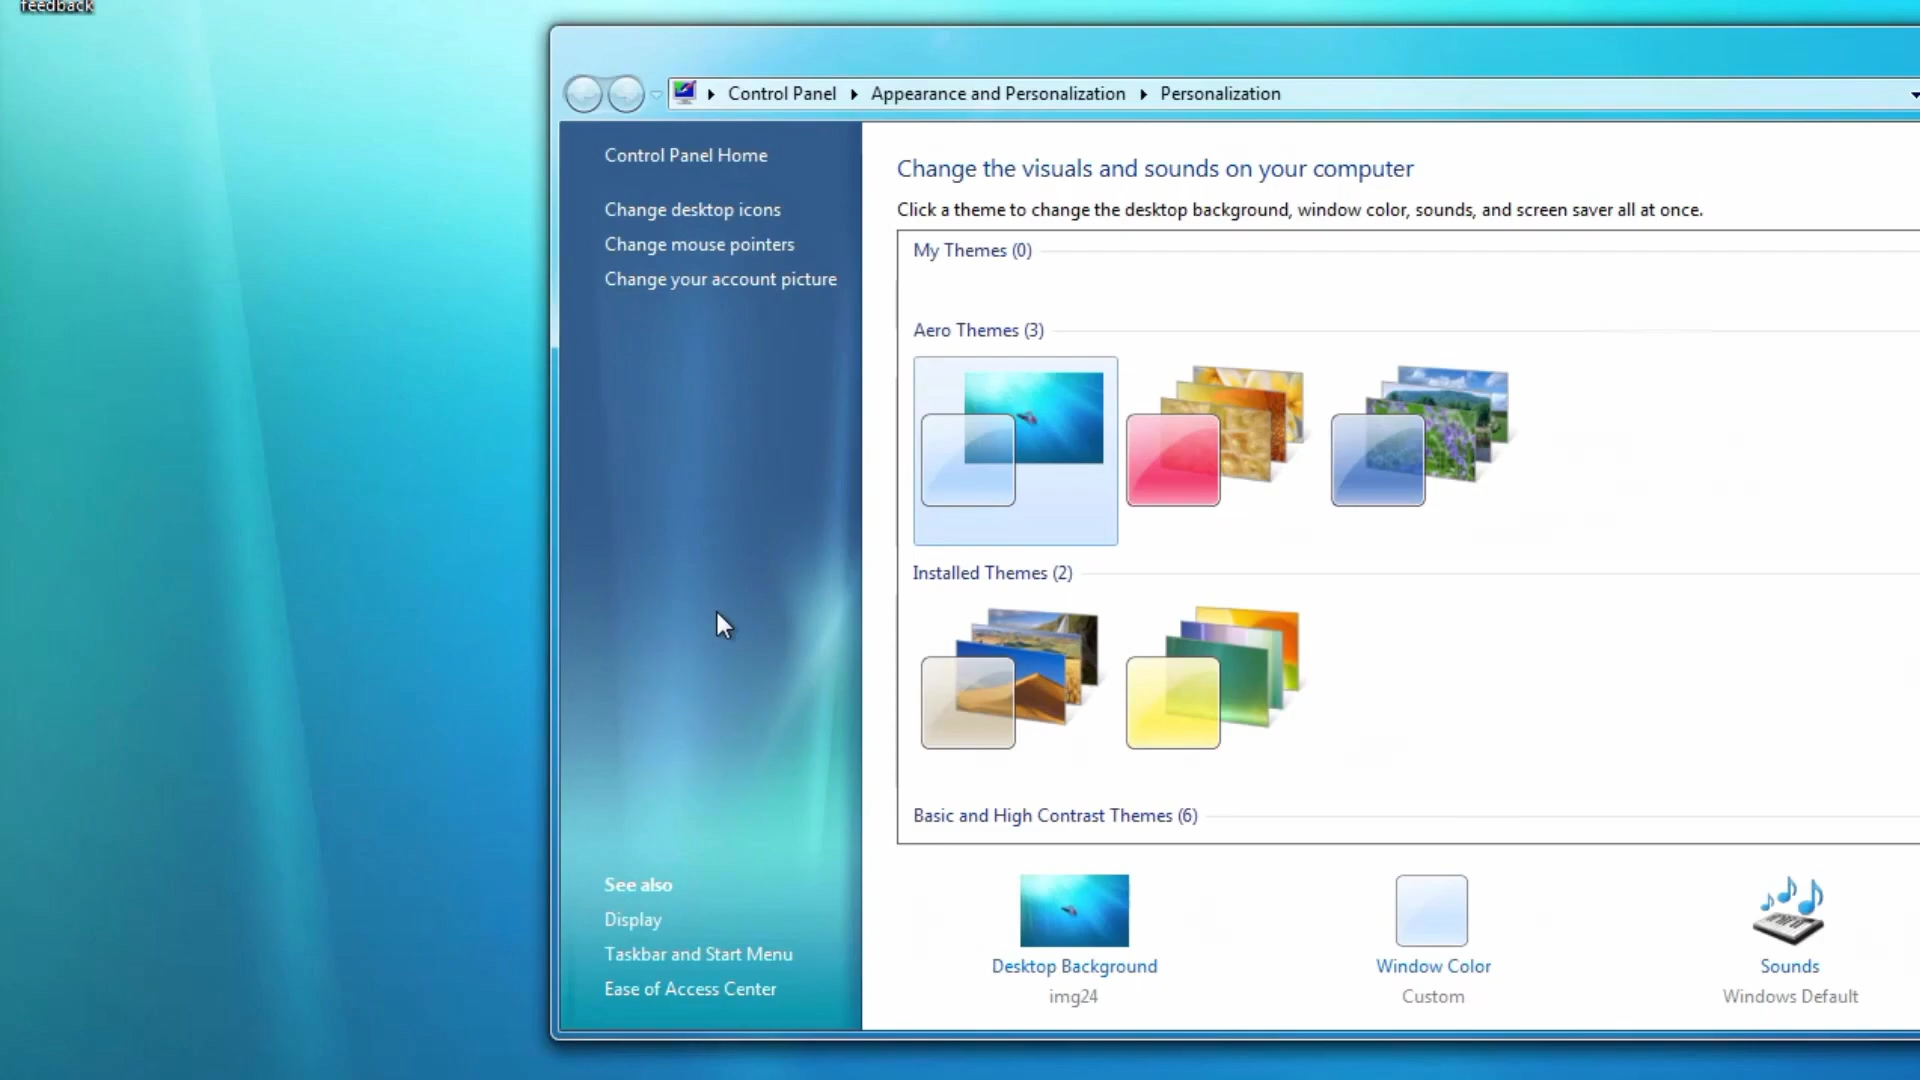 feedback
Control Panel
Appearance and Personalization
Personalization
Control Panel Home
Change desktop icons
Change mouse pointers
Change your account picture
See also
Display
Taskbar and Start Menu
Ease of Access Center
Change the visuals and sounds on your computer
Click a theme to change the desktop background, window color, sounds, and screen saver all at once.
My Themes (0)
Aero Themes (3)
Installed Themes (2)
Basic and High Contrast Themes (6)
Desktop Background
img24
Window Color
Custom
Sounds
Windows Default